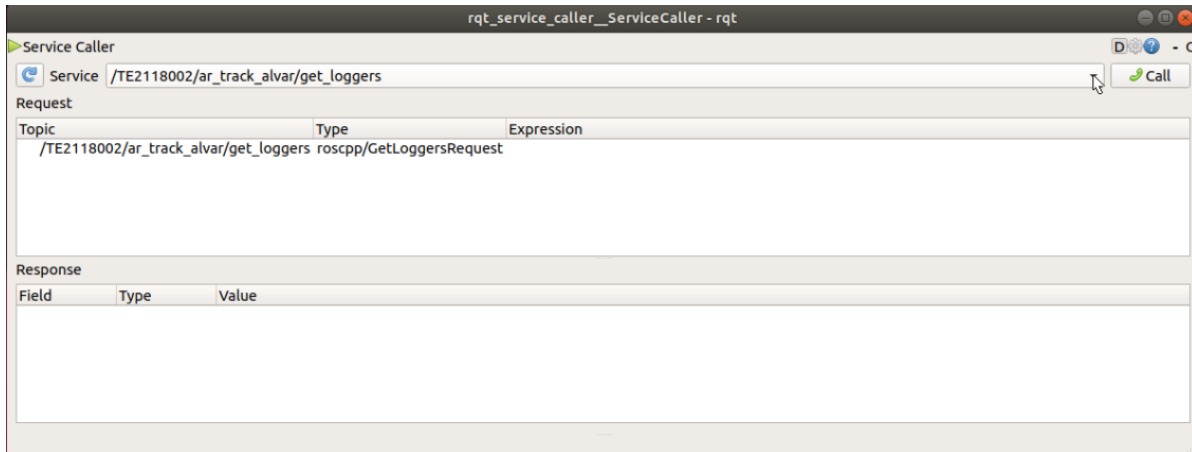 rqt_service_caller__ServiceCaller - rqt
Service Caller D ? - C
Service /TE2118002/ar_track_alvar/get_loggers Call
Request
Topic Type Expression
/TE2118002/ar_track_alvar/get_loggers roscpp/GetLoggersRequest
Response
Field Type Value